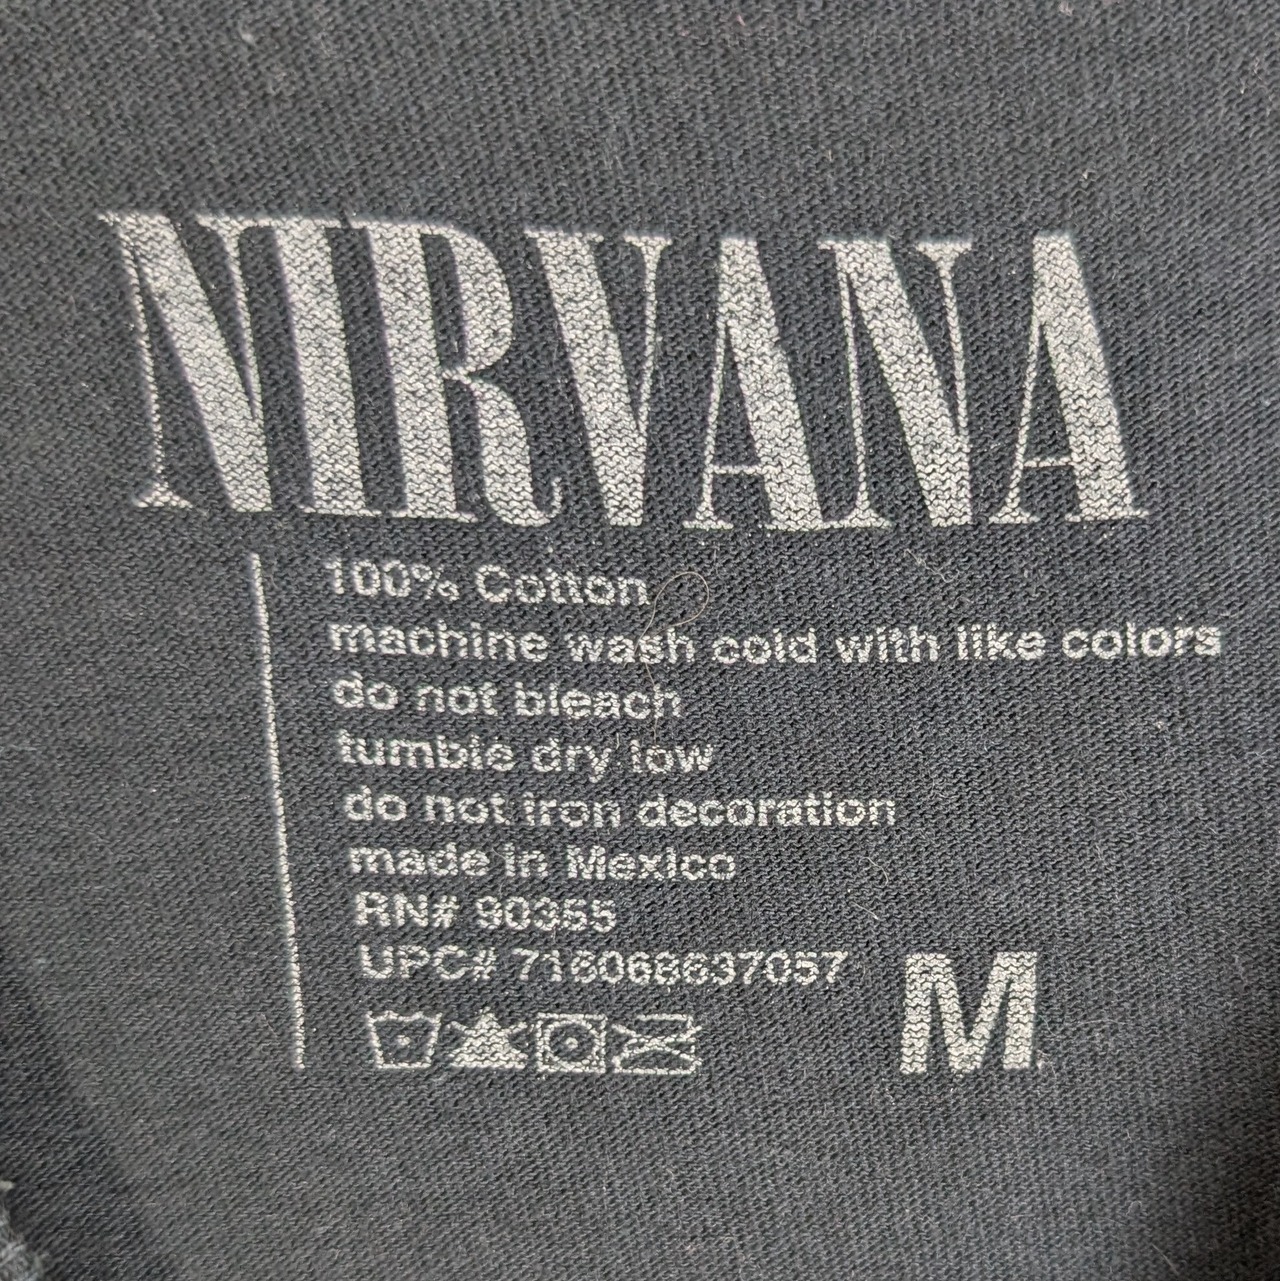 NIRVANA
100% Cotton
machine wash cold with like colors
do not bleach
tumble dry low
do not iron decoration
made in Mexico
RN# 90355
UPC# 716068637057
M